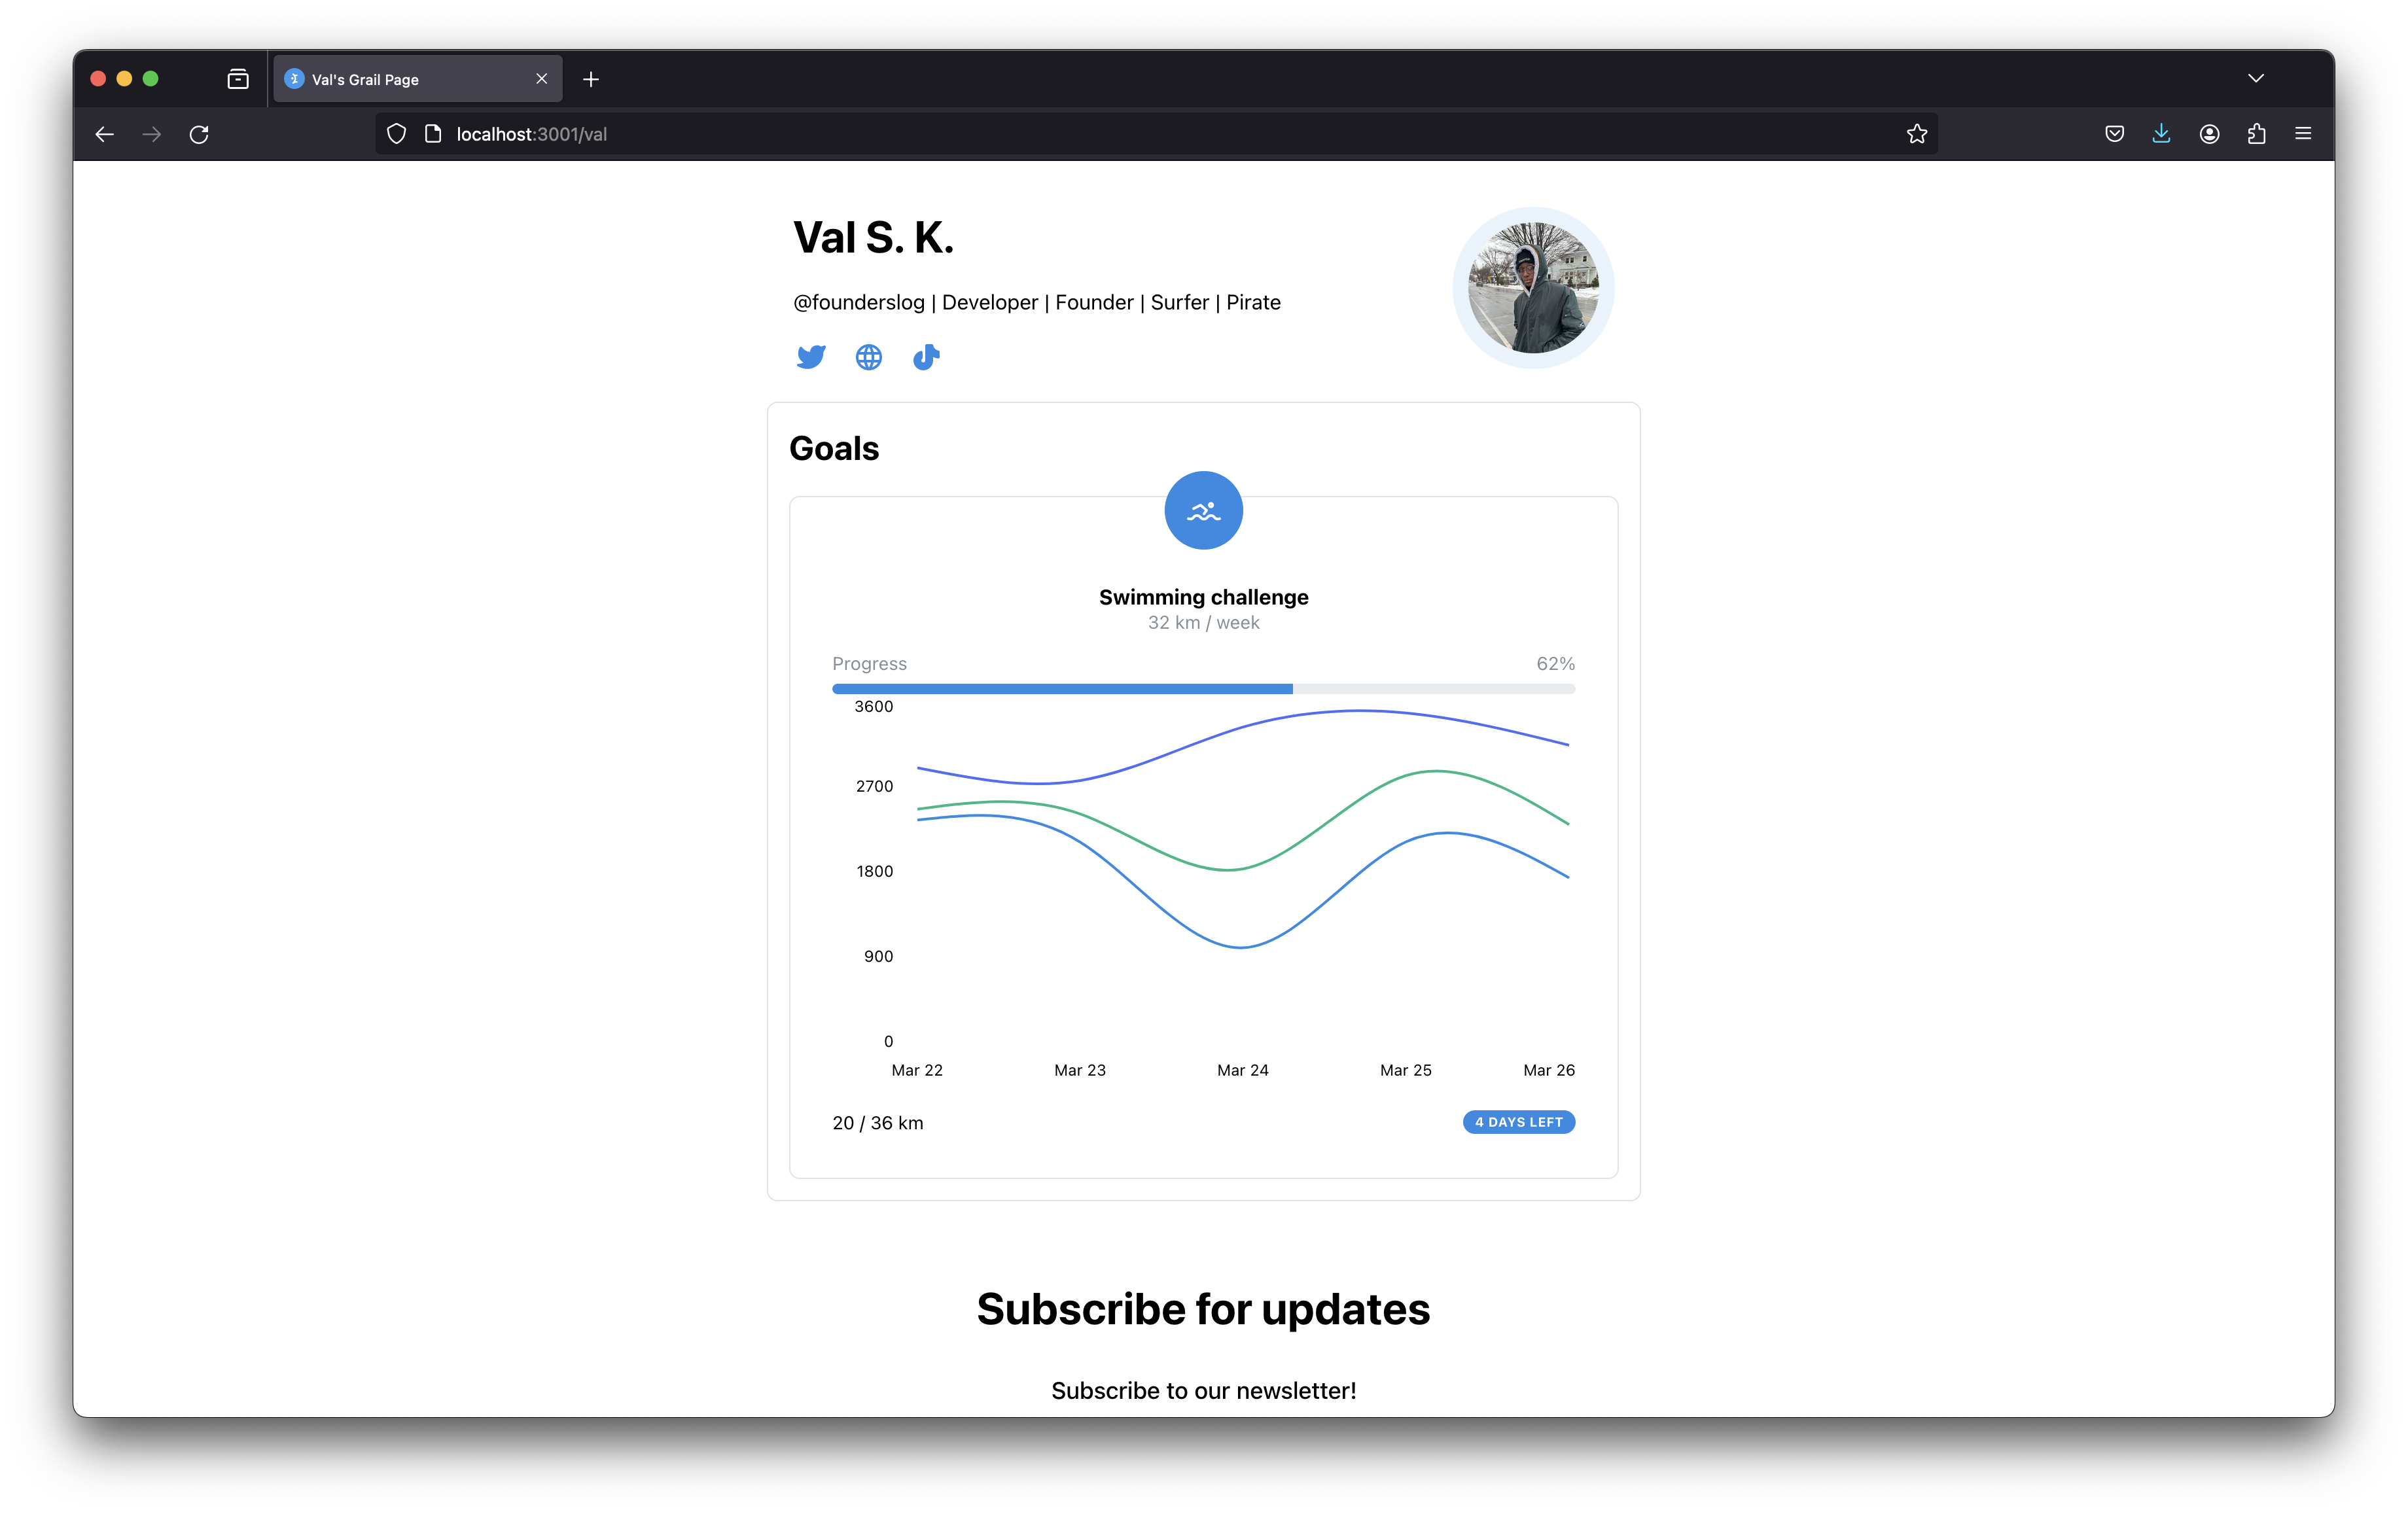 Val's Grail Page
localhost:3001/val
Val S. K.
@founderslog | Developer | Founder | Surfer | Pirate
Goals
Swimming challenge
32 km / week
Progress 62%
3600
2700
1800
900
0
Mar 22 Mar 23 Mar 24 Mar 25 Mar 26
20 / 36 km 4 DAYS LEFT
Subscribe for updates
Subscribe to our newsletter!